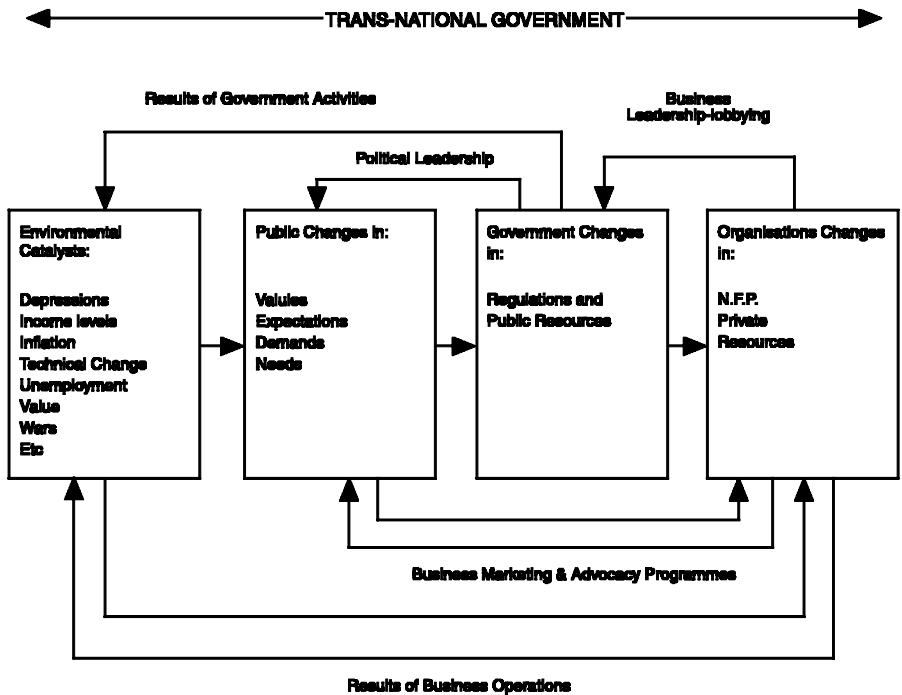 TRANS-NATIONAL GOVERNMENT
Results of Government Activities
Business
Leadership-lobbying
Political Leadership
Environmental
Catalysts:
Depressions
Income levels
Inflation
Technical Change
Unemployment
Value
Wars
Etc
Public Changes in:
Values
Expectations
Demands
Needs
Government Changes
in:
Regulations and
Public Resources
Organisations Changes
in:
N.F.P.
Private
Resources
Business Marketing & Advocacy Programmes
Results of Business Operations